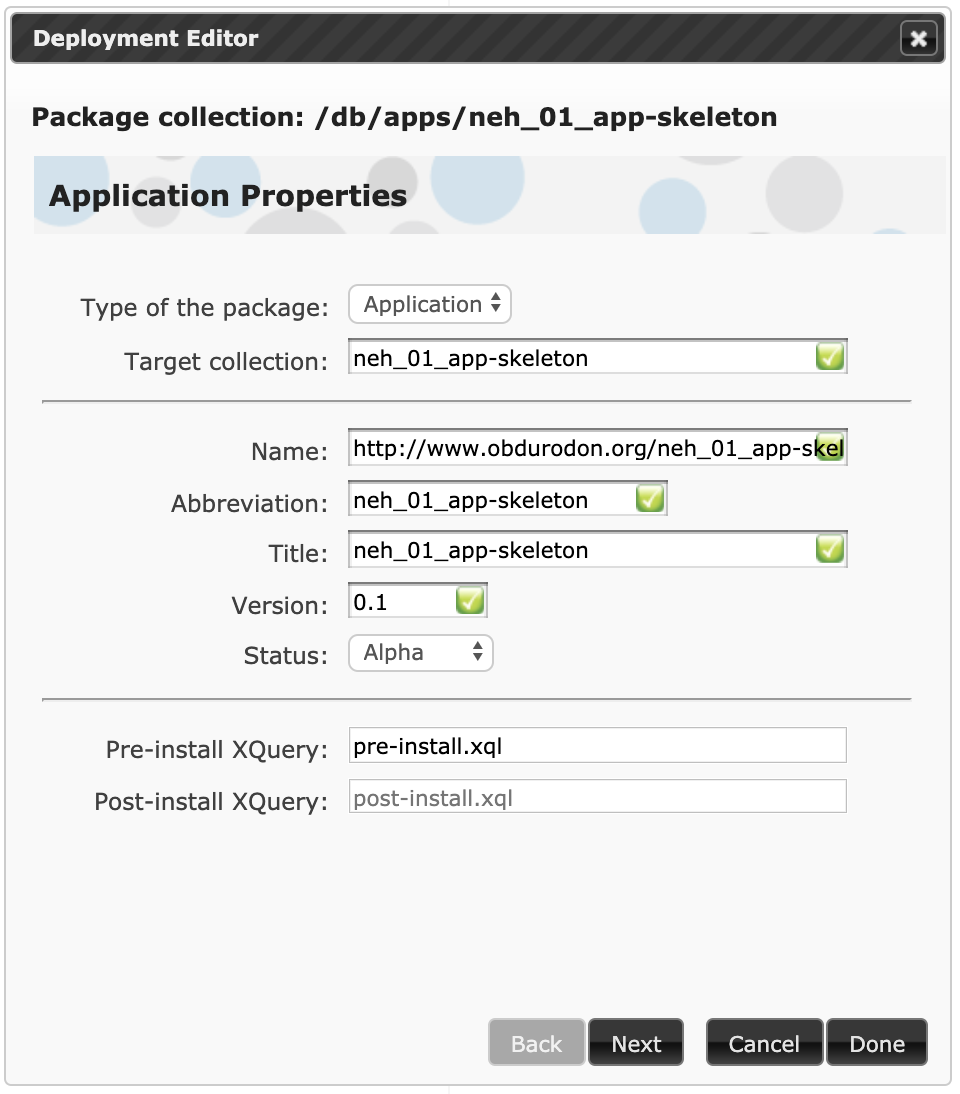 Deployment Editor
Package collection: /db/apps/neh_01_app-skeleton
Application Properties
Type of the package: Application
Target collection: neh_01_app-skeleton
Name: http://www.obdurodon.org/neh_01_app-skel
Abbreviation: neh_01_app-skeleton
Title: neh_01_app-skeleton
Version: 0.1
Status: Alpha
Pre-install XQuery: pre-install.xql
Post-install XQuery: post-install.xql
Back Next Cancel Done